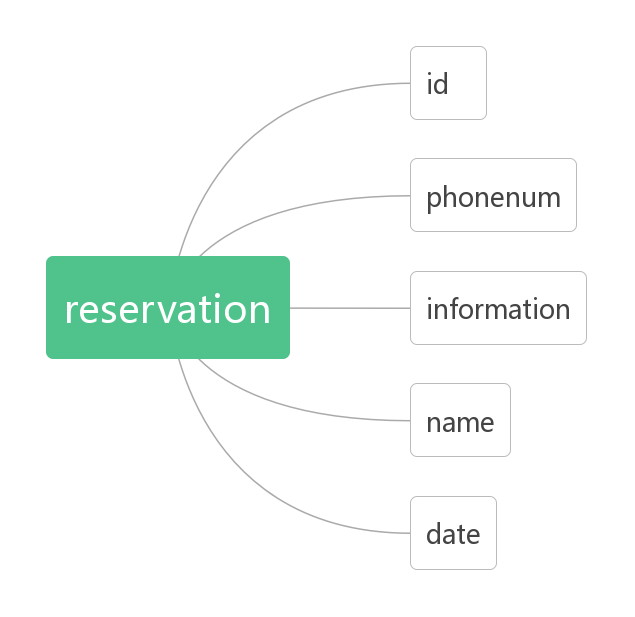 reservation
id
phonenum
information
name
date